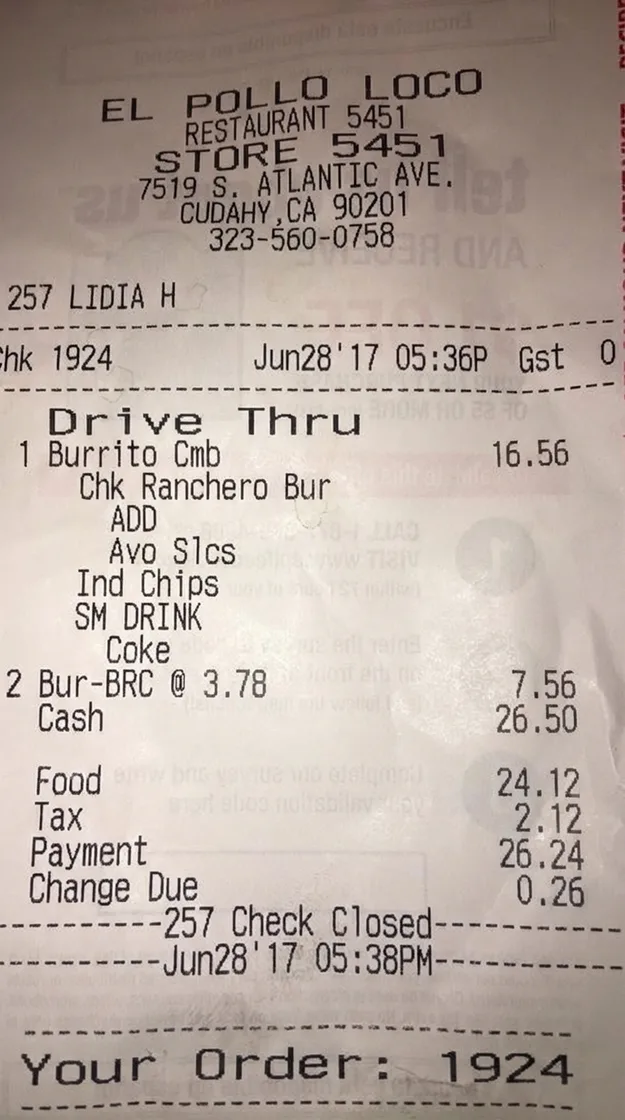 EL POLLO LOCO
RESTAURANT 5451
STORE 5451
7519 S. ATLANTIC AVE.
CUDAHY,CA 90201
323-560-0758
257 LIDIA H
Chk 1924 Jun28'17 05:36P Gst 0
Drive Thru
1 Burrito Cmb 16.56
Chk Ranchero Bur
ADD
Avo Slcs
Ind Chips
SM DRINK
Coke
2 Bur-BRC @ 3.78 7.56
Cash 26.50
Food 24.12
Tax 2.12
Payment 26.24
Change Due 0.26
----------257 Check Closed----------
----------Jun28'17 05:38PM----------
Your Order: 1924